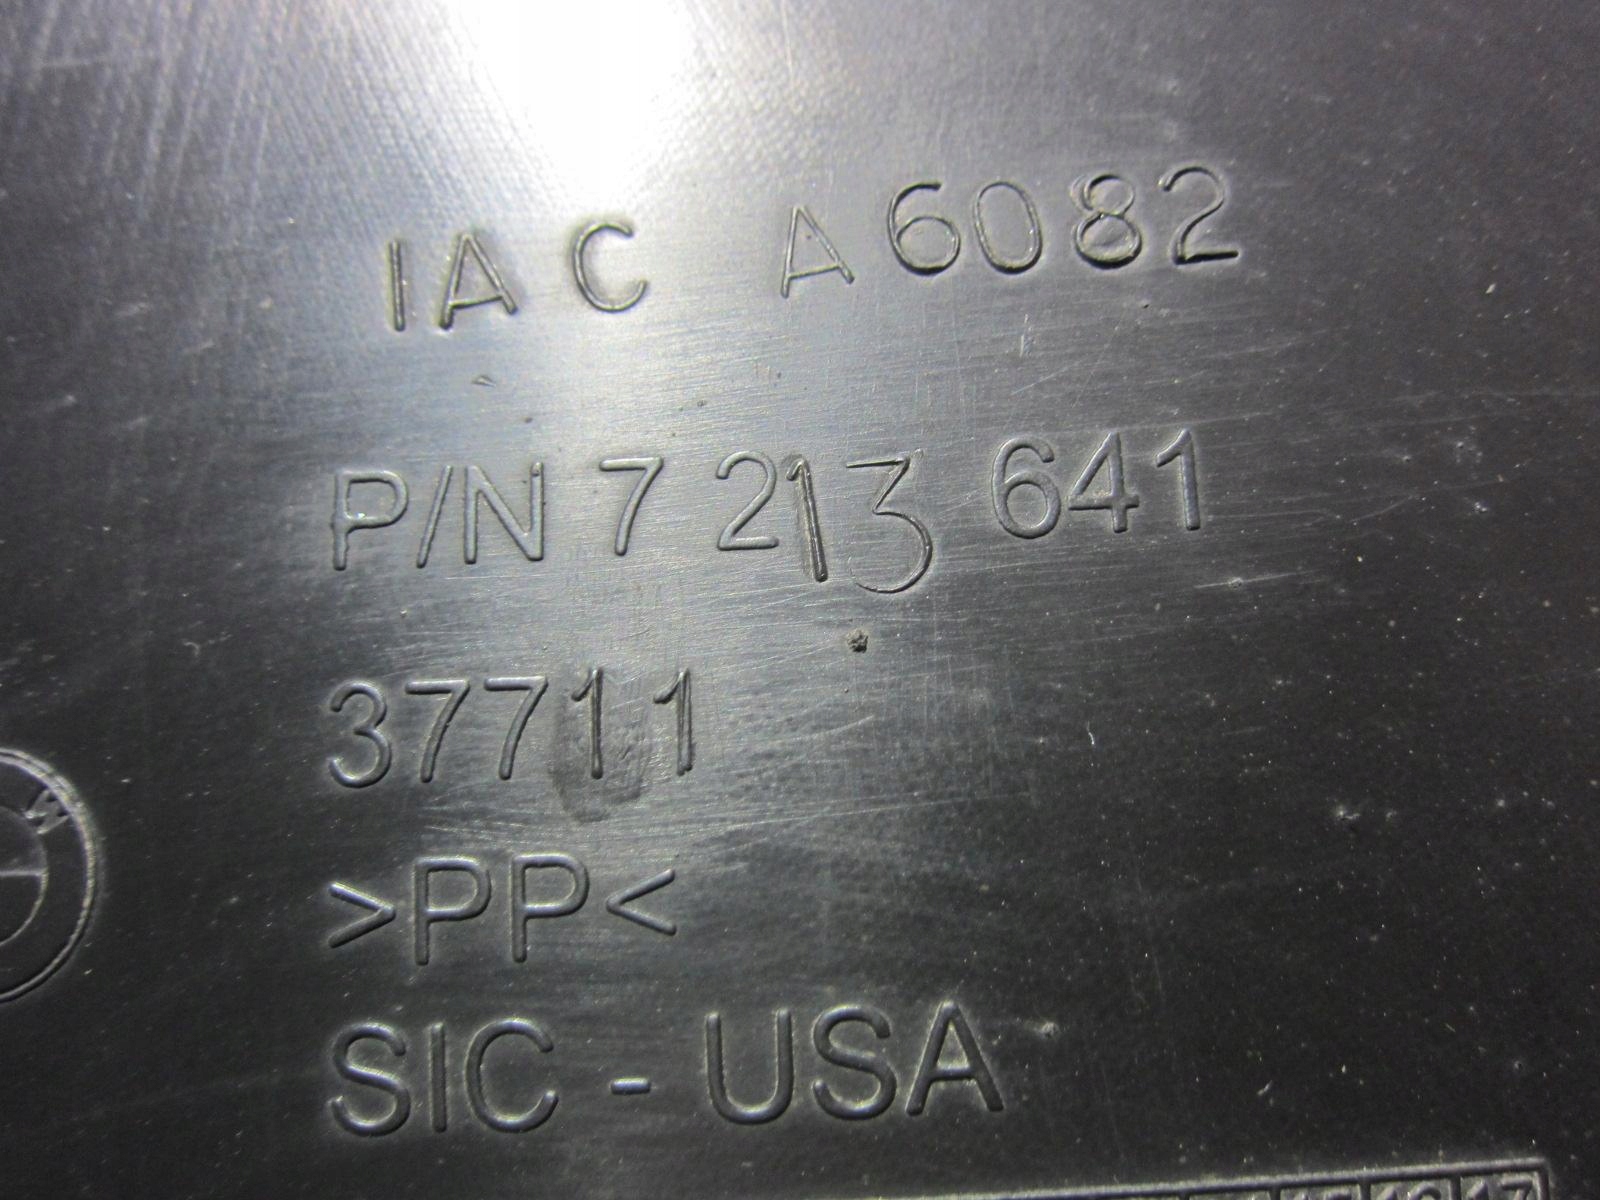 IAC A6082
P/N 7 213 641
37711
>PP<
SIC - USA